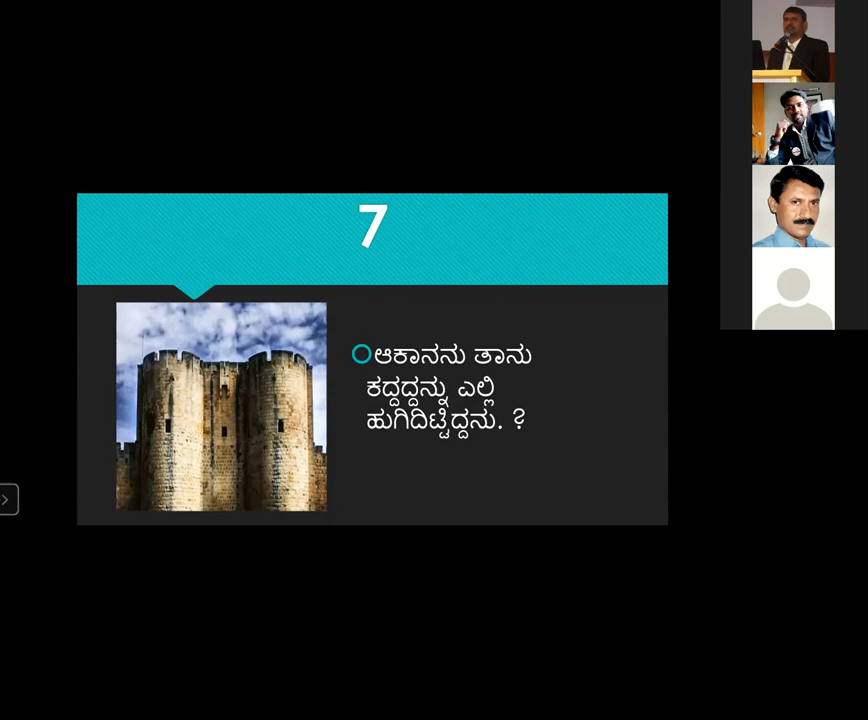 7
ಆಕಾನನು ತಾನು
ಕದ್ದದ್ದನ್ನು ಎಲ್ಲಿ
ಹುಗಿದಿಟ್ಟಿದ್ದನು. ?